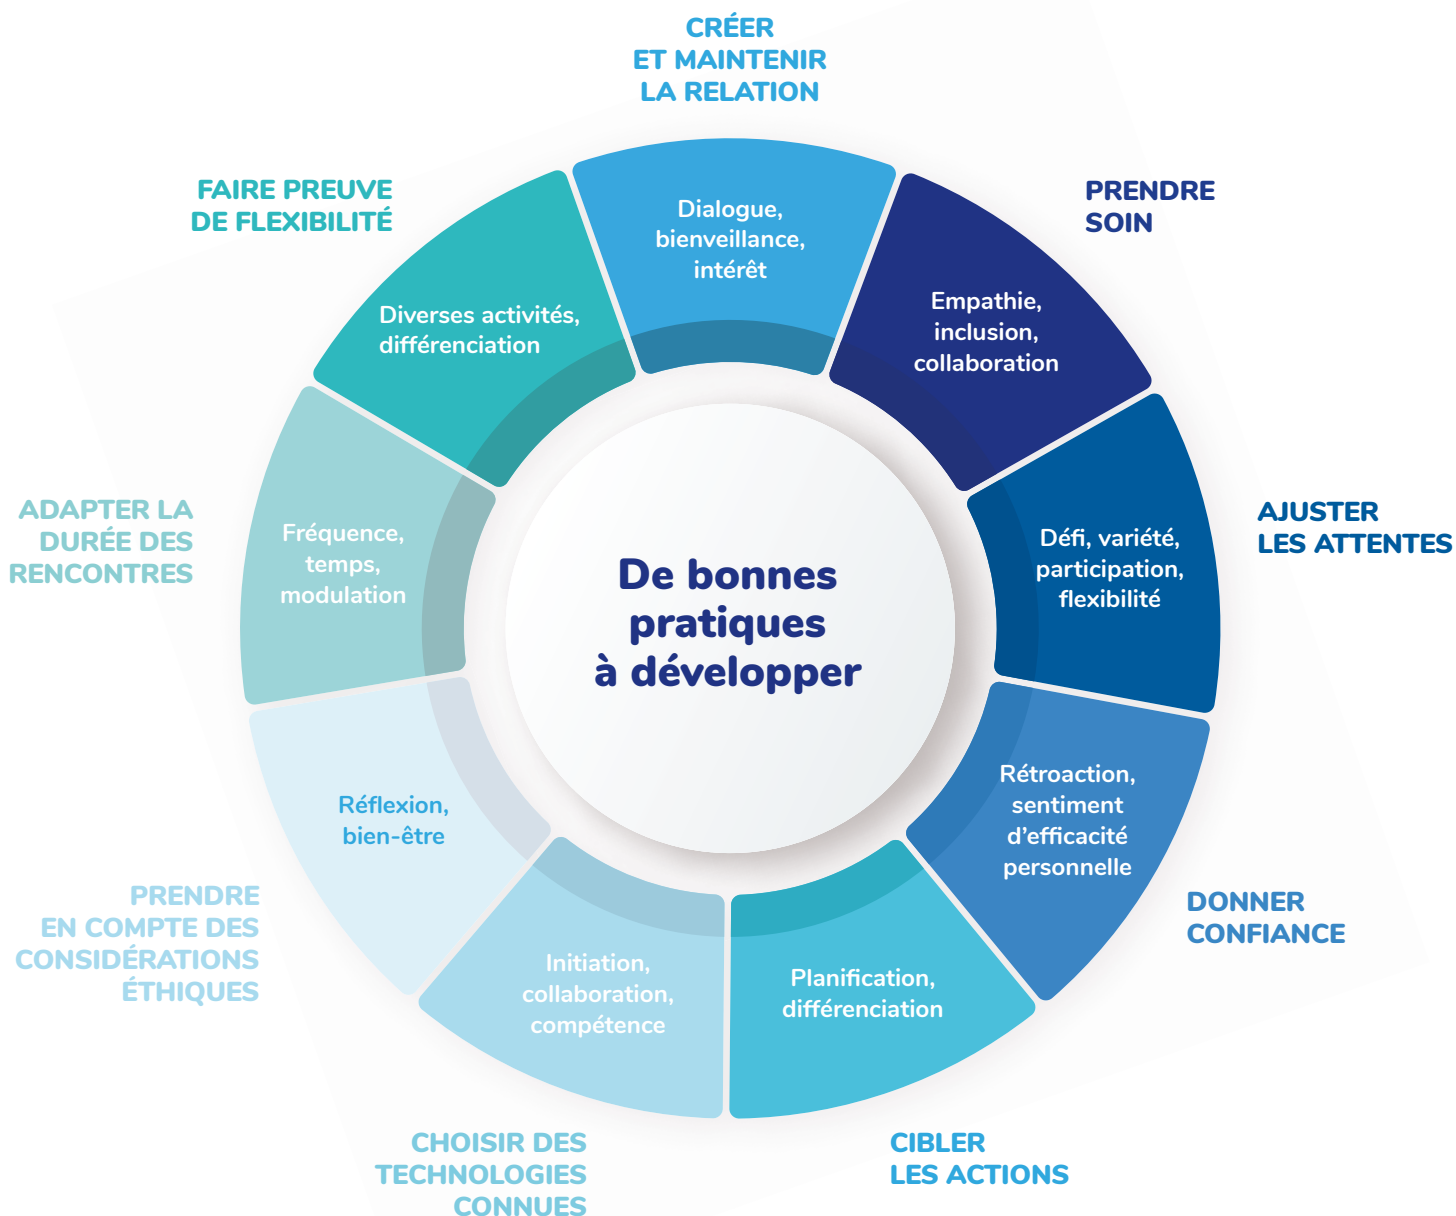 CRÉER
ET MAINTENIR
LA RELATION
Dialogue,
bienveillance,
intérêt
PRENDRE
SOIN
Empathie,
inclusion,
collaboration
AJUSTER
LES ATTENTES
Défi, variété,
participation,
flexibilité
DONNER
CONFIANCE
Rétroaction,
sentiment
d’efficacité
personnelle
CIBLER
LES ACTIONS
Planification,
différenciation
CHOISIR DES
TECHNOLOGIES
CONNUES
Initiation,
collaboration,
compétence
PRENDRE
EN COMPTE DES
CONSIDÉRATIONS
ÉTHIQUES
Réflexion,
bien-être
ADAPTER LA
DURÉE DES
RENCONTRES
Fréquence,
temps,
modulation
FAIRE PREUVE
DE FLEXIBILITÉ
Diverses activités,
différenciation
De bonnes
pratiques
à développer